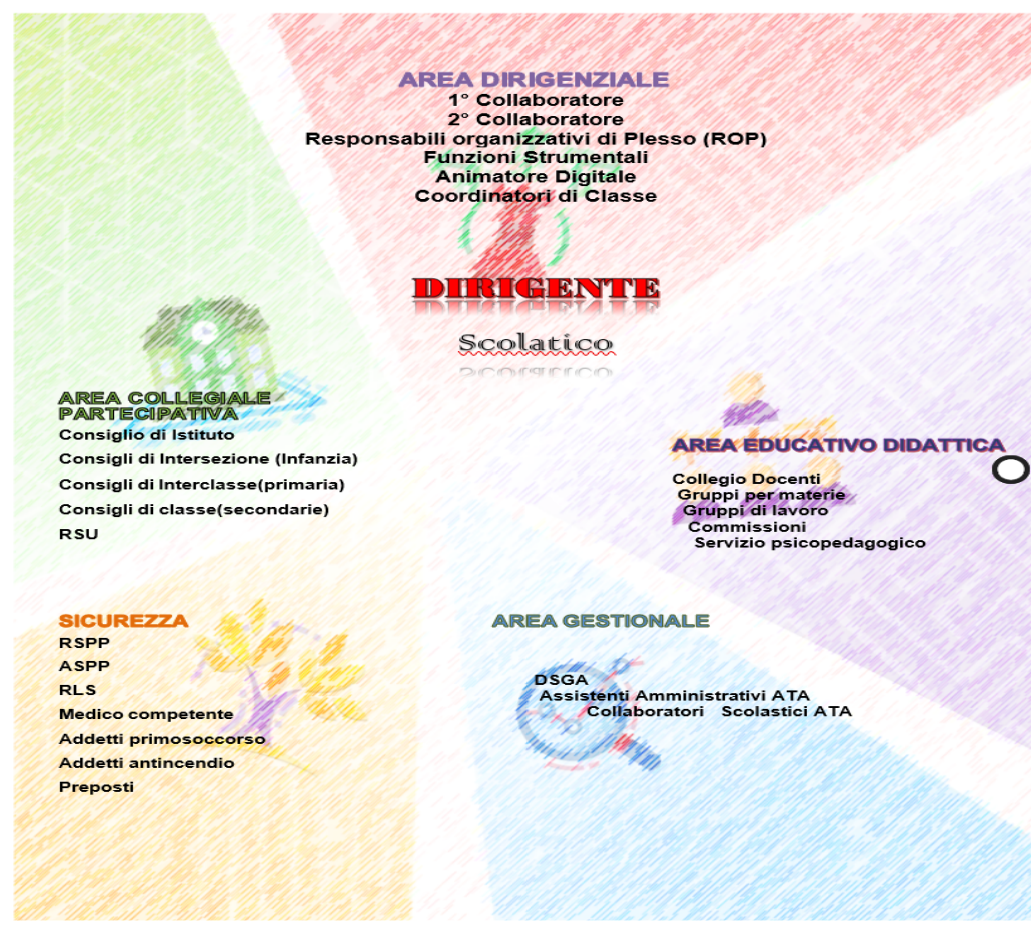 AREA DIRIGENZIALE
1° Collaboratore
2° Collaboratore
Responsabili organizzativi di Plesso (ROP)
Funzioni Strumentali
Animatore Digitale
Coordinatori di Classe
DIRIGENTE
Scolatico
AREA COLLEGIALE
PARTECIPATIVA
Consiglio di Istituto
Consigli di Intersezione (Infanzia)
Consigli di Interclasse(primaria)
Consigli di classe(secondarie)
RSU
AREA EDUCATIVO DIDATTICA
Collegio Docenti
Gruppi per materie
Gruppi di lavoro
Commissioni
Servizio psicopedagogico
SICUREZZA
RSPP
ASPP
RLS
Medico competente
Addetti primosoccorso
Addetti antincendio
Preposti
AREA GESTIONALE
DSGA
Assistenti Amministrativi ATA
Collaboratori Scolastici ATA